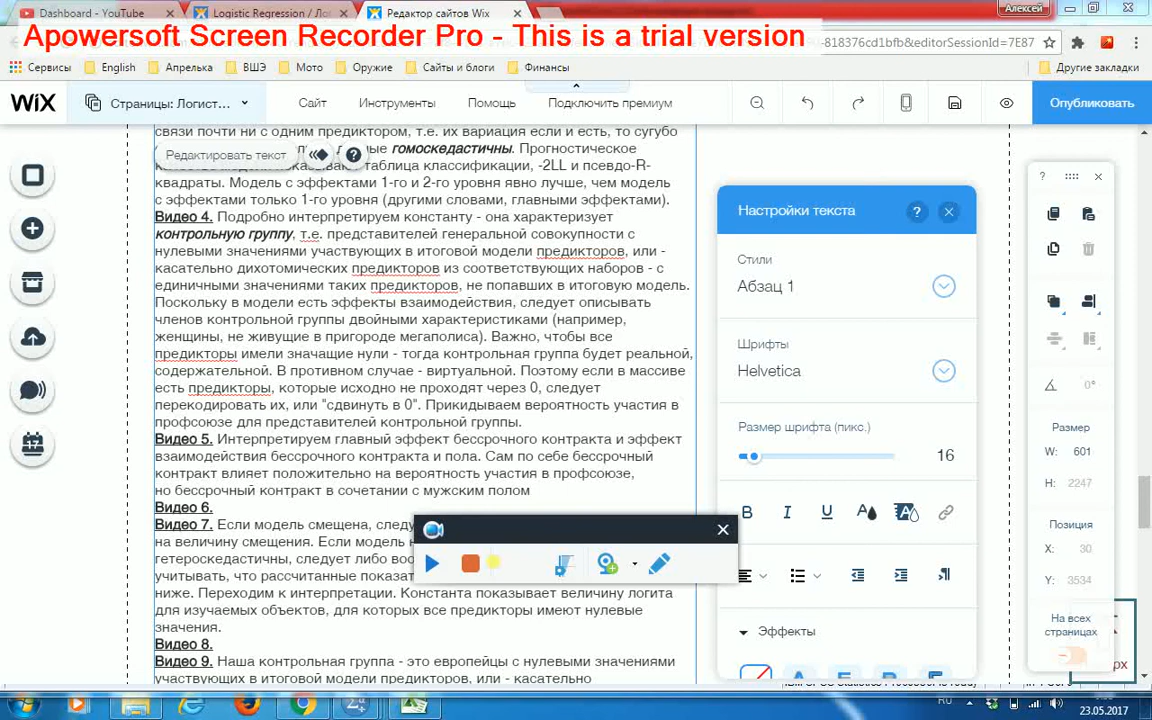 Dashboard - YouTube
Logistic Regression / Ло
Редактор сайтов Wix
Алексей
Apowersoft Screen Recorder Pro - This is a trial version
-818376cd1bfb&editorSessionId=7E87
Сервисы
English
Апрелька
ВШЭ
Мото
Оружие
Сайты и блоги
Финансы
Другие закладки
WiX
Страницы: Логист...
Сайт
Инструменты
Помощь
Подключить премиум
Опубликовать
связи почти ни с одним предиктором, т.е. их вариация если и есть, то сугубо
гомоскедастичны. Прогностическое
Редактировать текст
таблица классификации, -2LL и псевдо-R-
квадраты. Модель с эффектами 1-го и 2-го уровня явно лучше, чем модель
с эффектами только 1-го уровня (другими словами, главными эффектами).
Видео 4. Подробно интерпретируем константу - она характеризует
контрольную группу, т.е. представителей генеральной совокупности с
нулевыми значениями участвующих в итоговой модели предикторов, или -
касательно дихотомических предикторов из соответствующих наборов - с
единичными значениями таких предикторов, не попавших в итоговую модель.
Поскольку в модели есть эффекты взаимодействия, следует описывать
членов контрольной группы двойными характеристиками (например,
женщины, не живущие в пригороде мегаполиса). Важно, чтобы все
предикторы имели значащие нули - тогда контрольная группа будет реальной,
содержательной. В противном случае - виртуальной. Поэтому если в массиве
есть предикторы, которые исходно не проходят через 0, следует
перекодировать их, или "сдвинуть в 0". Прикидываем вероятность участия в
профсоюзе для представителей контрольной группы.
Видео 5. Интерпретируем главный эффект бессрочного контракта и эффект
взаимодействия бессрочного контракта и пола. Сам по себе бессрочный
контракт влияет положительно на вероятность участия в профсоюзе,
но бессрочный контракт в сочетании с мужским полом
Видео 6.
Видео 7. Если модель смещена, следу
на величину смещения. Если модель
гетероскедастичны, следует либо вос
учитывать, что рассчитанные показат
ниже. Переходим к интерпретации. Константа показывает величину логита
для изучаемых объектов, для которых все предикторы имеют нулевые
значения.
Видео 8.
Видео 9. Наша контрольная группа - это европейцы с нулевыми значениями
участвующих в итоговой модели предикторов, или - касательно
Настройки текста
?
Стили
Абзац 1
Шрифты
Helvetica
Размер шрифта (пикс.)
16
B I U A
Эффекты
?
0°
Размер
W: 601
H: 2247
Позиция
X: 30
Y: 3534
На всех
страницах
RU
23.05.2017